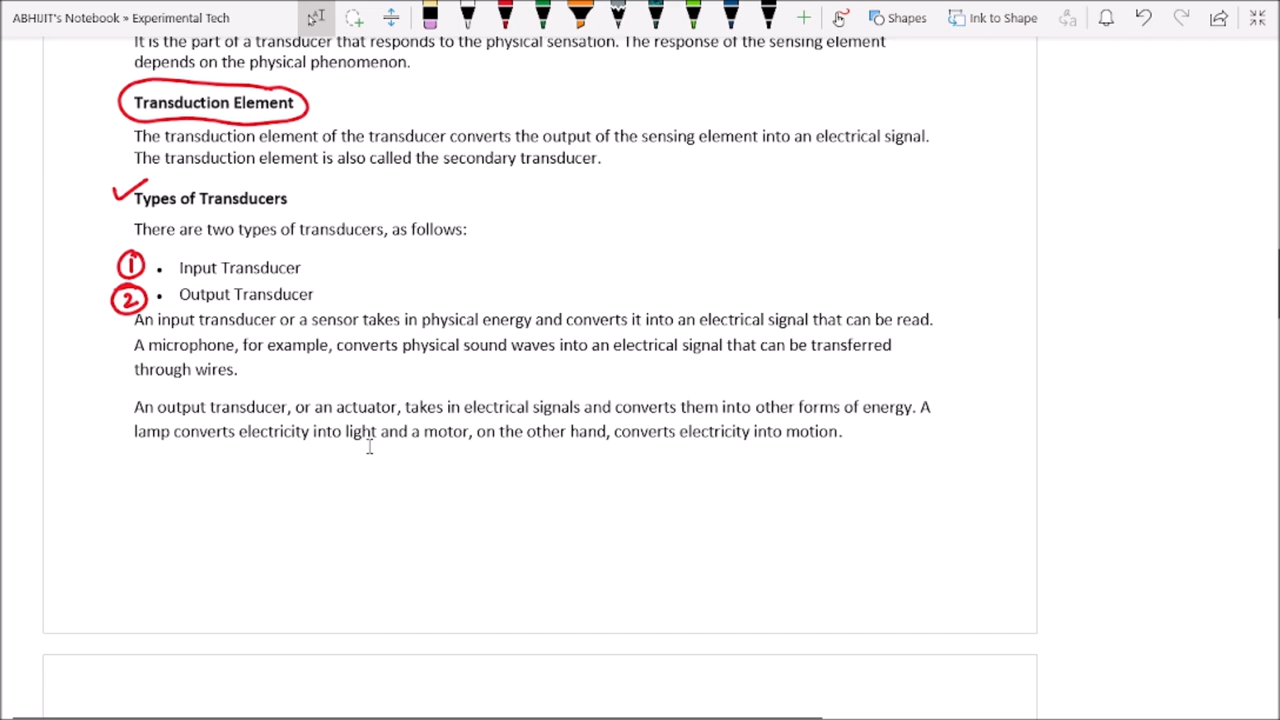 ABHIJIT's Notebook » Experimental Tech
Shapes
Ink to Shape
It is the part of a transducer that responds to the physical sensation. The response of the sensing element
depends on the physical phenomenon.
Transduction Element
The transduction element of the transducer converts the output of the sensing element into an electrical signal.
The transduction element is also called the secondary transducer.
Types of Transducers
There are two types of transducers, as follows:
1 • Input Transducer
2 • Output Transducer
An input transducer or a sensor takes in physical energy and converts it into an electrical signal that can be read.
A microphone, for example, converts physical sound waves into an electrical signal that can be transferred
through wires.
An output transducer, or an actuator, takes in electrical signals and converts them into other forms of energy. A
lamp converts electricity into light and a motor, on the other hand, converts electricity into motion.